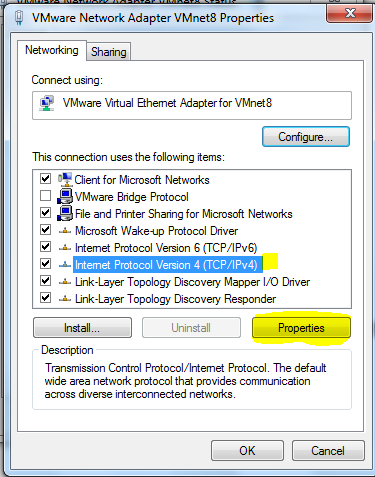 VMware Network Adapter VMnet8 Properties
Networking
Sharing
Connect using:
VMware Virtual Ethernet Adapter for VMnet8
Configure...
This connection uses the following items:
Client for Microsoft Networks
VMware Bridge Protocol
File and Printer Sharing for Microsoft Networks
Microsoft Wake-up Protocol Driver
Internet Protocol Version 6 (TCP/IPv6)
Internet Protocol Version 4 (TCP/IPv4)
Link-Layer Topology Discovery Mapper I/O Driver
Link-Layer Topology Discovery Responder
Install...
Uninstall
Properties
Description
Transmission Control Protocol/Internet Protocol. The default
wide area network protocol that provides communication
across diverse interconnected networks.
OK
Cancel